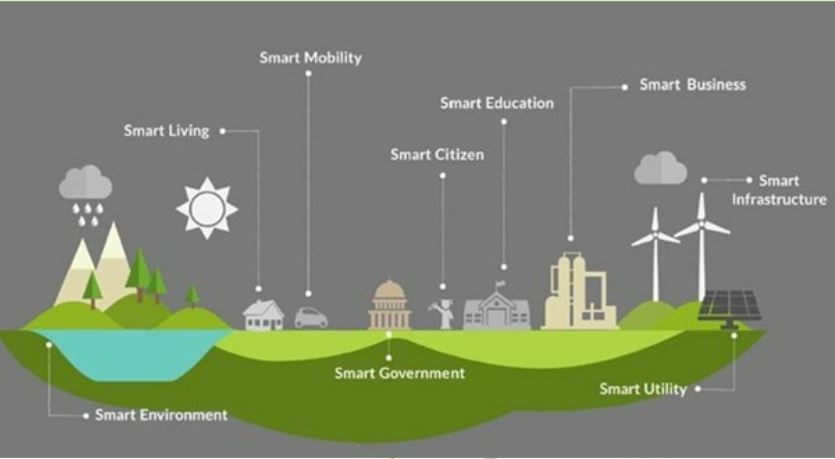 Smart Mobility
Smart Business
Smart Education
Smart Living
Smart Citizen
Smart
Infrastructure
Smart Government
Smart Utility
Smart Environment